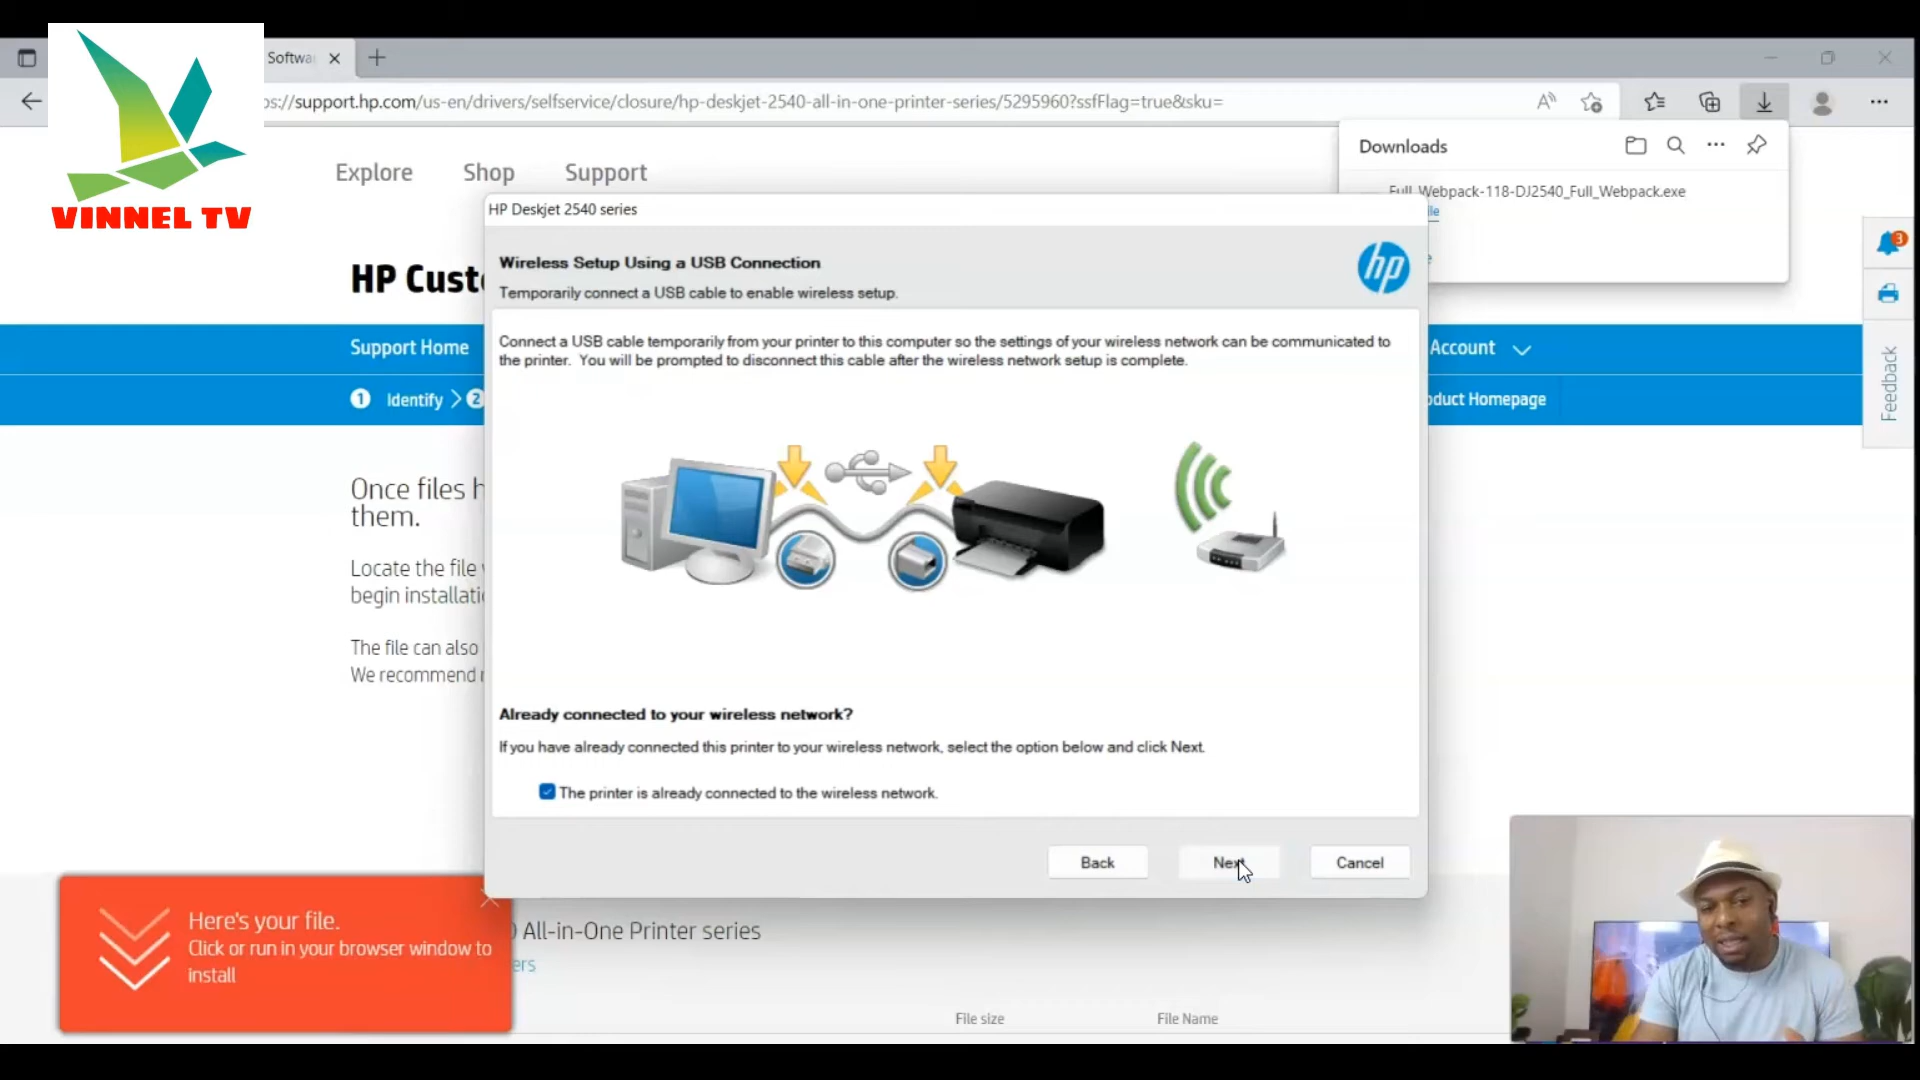 VINNEL TV
Softwa
s://support.hp.com/us-en/drivers/selfservice/closure/hp-deskjet-2540-all-in-one-printer-series/5295960?ssfFlag=true&sku=
Downloads
Full_Webpack-118-DJ2540_Full_Webpack.exe
le
e
Explore Shop Support
HP Cust
Support Home
Account
1 Identify 2
oduct Homepage
3
Feedback
Once files h
them.
Locate the file
begin installati
The file can also
We recommend
HP Deskjet 2540 series
Wireless Setup Using a USB Connection
Temporarily connect a USB cable to enable wireless setup.
hp
Connect a USB cable temporarily from your printer to this computer so the settings of your wireless network can be communicated to
the printer. You will be prompted to disconnect this cable after the wireless network setup is complete.
Already connected to your wireless network?
If you have already connected this printer to your wireless network, select the option below and click Next.
The printer is already connected to the wireless network.
Back Next Cancel
Here's your file.
Click or run in your browser window to
install
All-in-One Printer series
ers
File size File Name